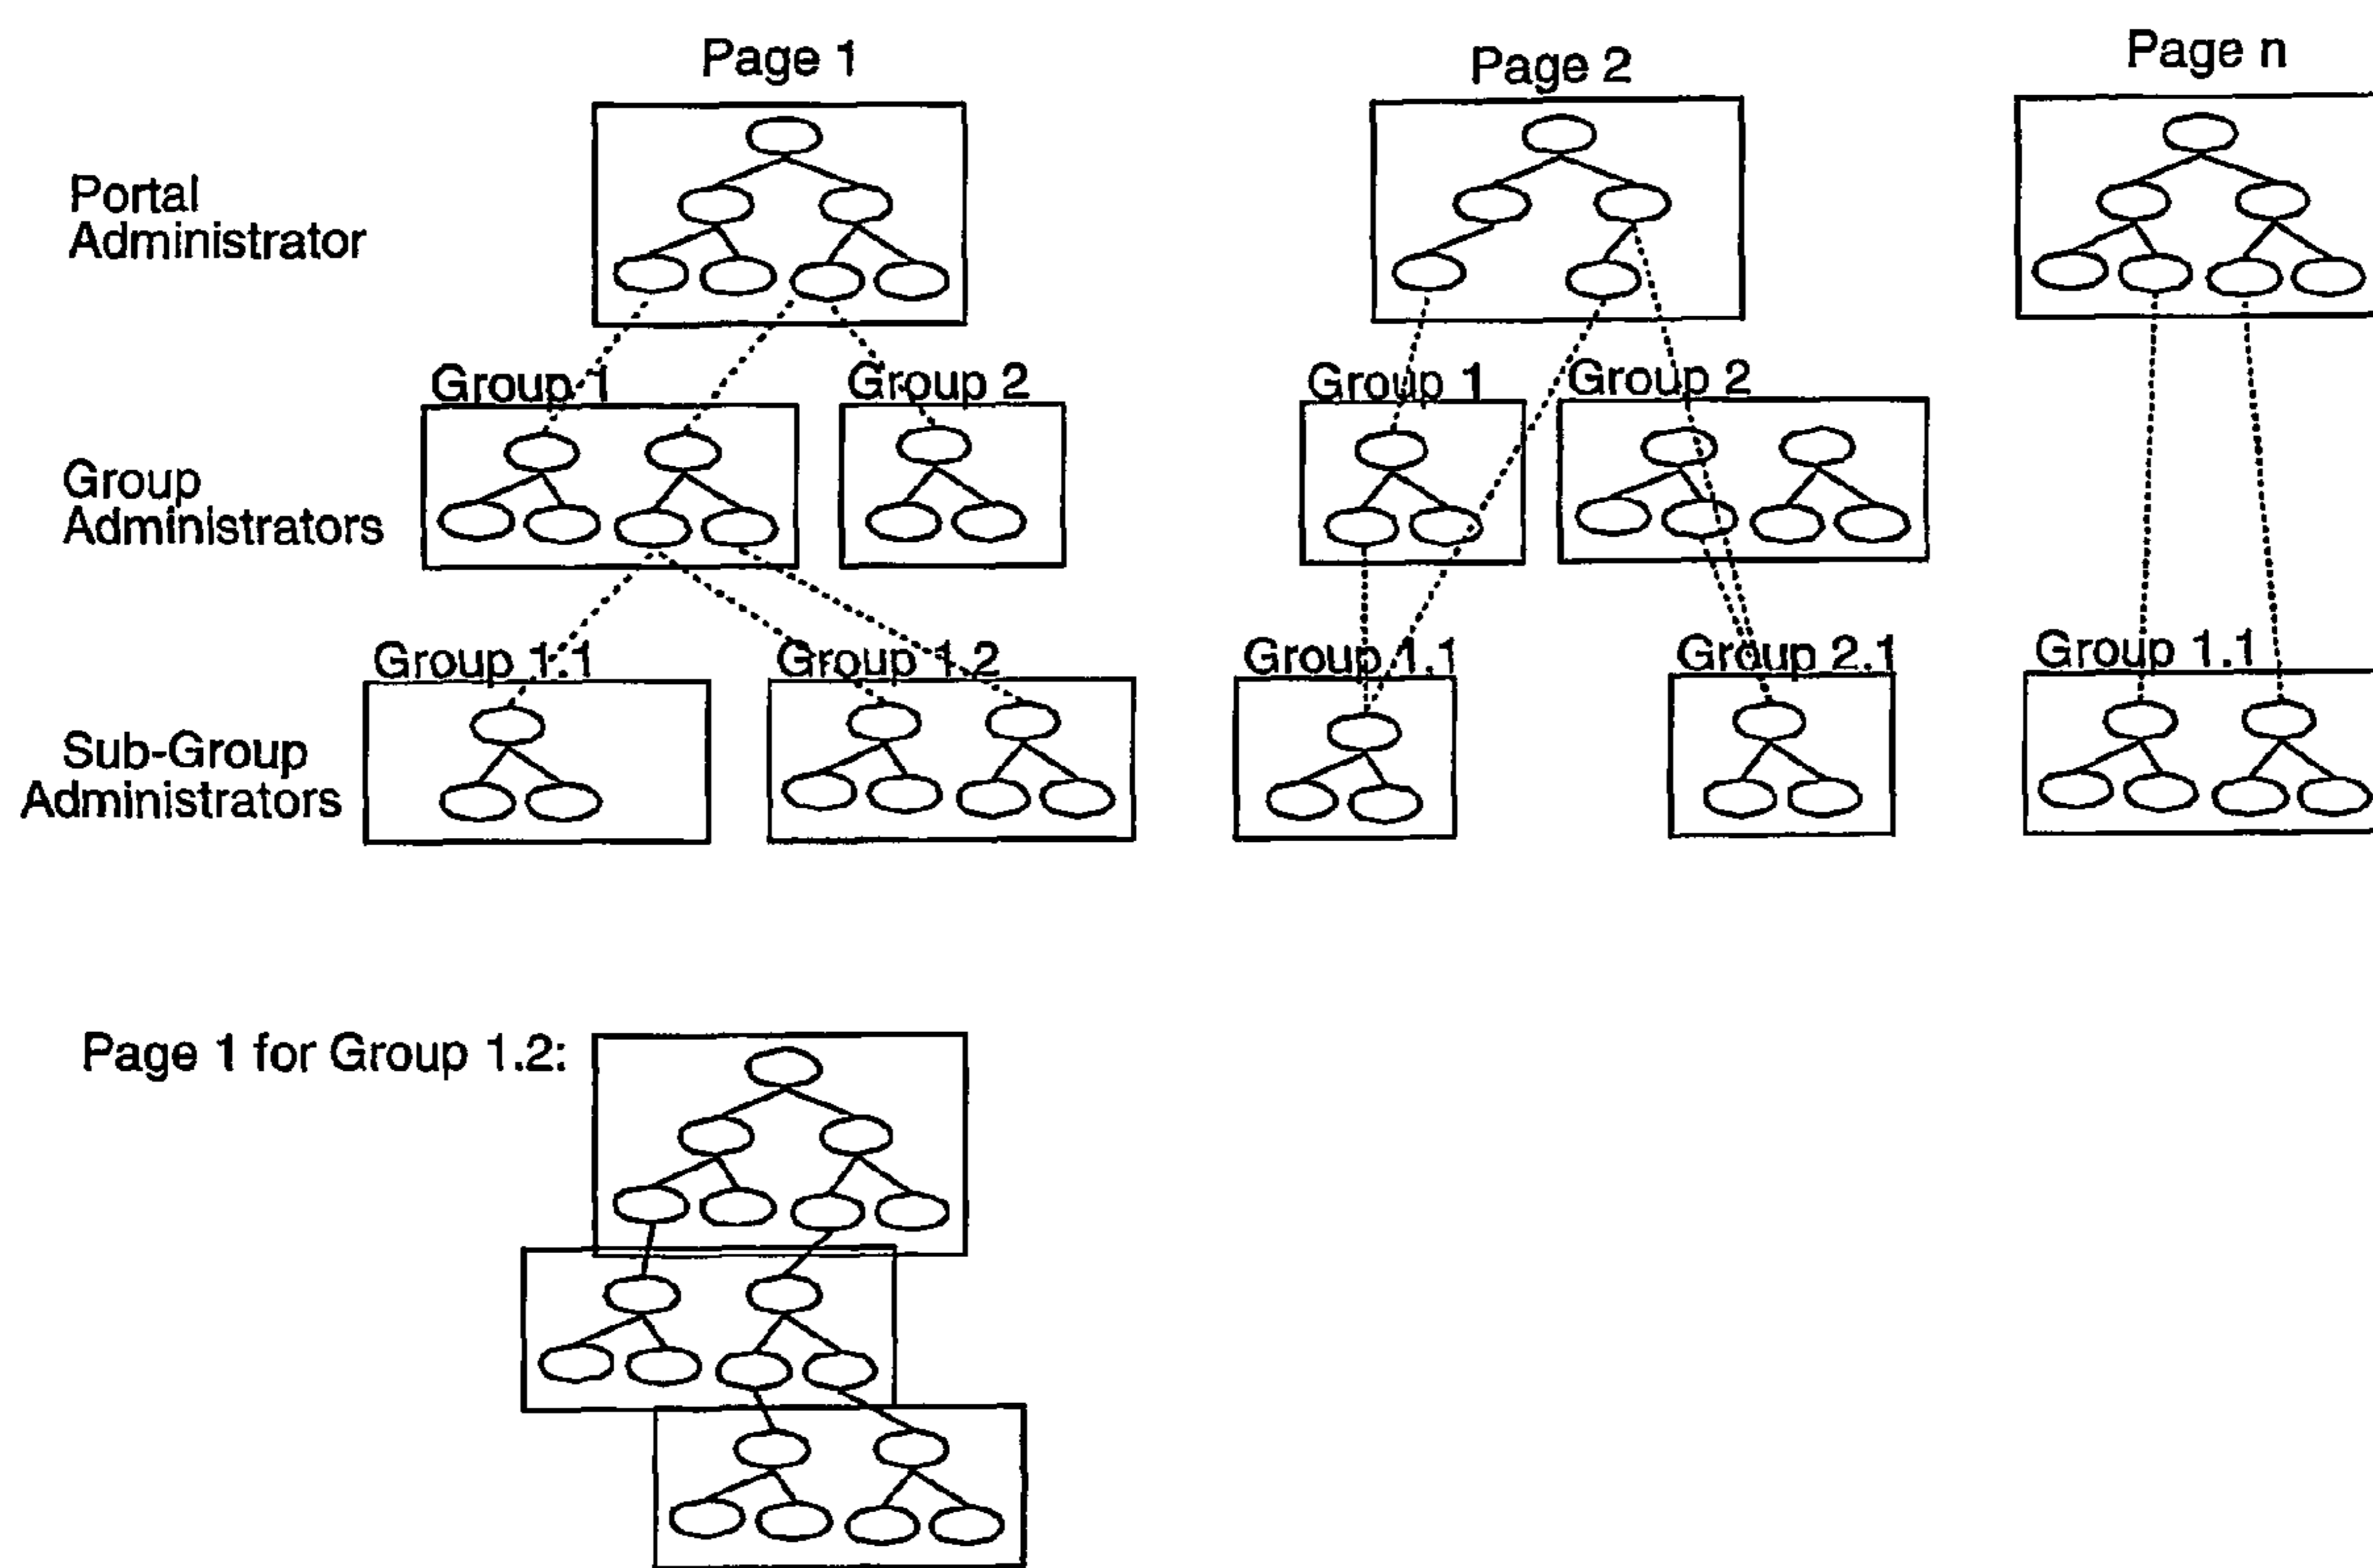 Page 1
Page 2
Page n
Portal
Administrator
Group 1
Group 2
Group 1
Group 2
Group
Administrators
Group 1.1
Group 1.2
Group 1.1
Group 2.1
Group 1.1
Sub-Group
Administrators
Page 1 for Group 1.2: